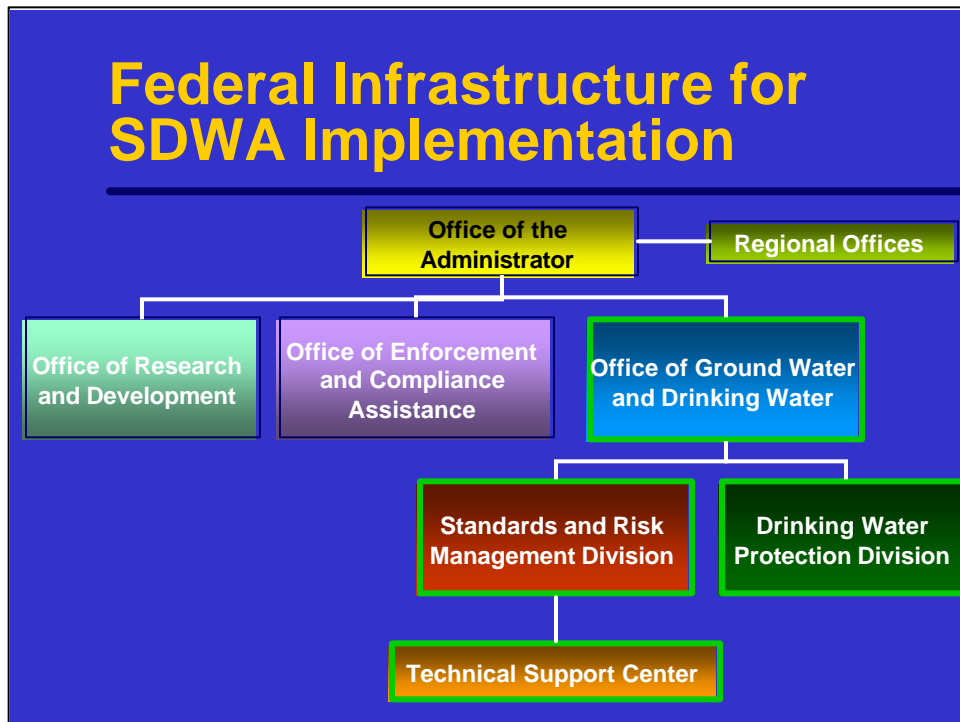 Federal Infrastructure for
SDWA Implementation
Office of the
Administrator
Regional Offices
Office of Research
and Development
Office of Enforcement
and Compliance
Assistance
Office of Ground Water
and Drinking Water
Standards and Risk
Management Division
Drinking Water
Protection Division
Technical Support Center